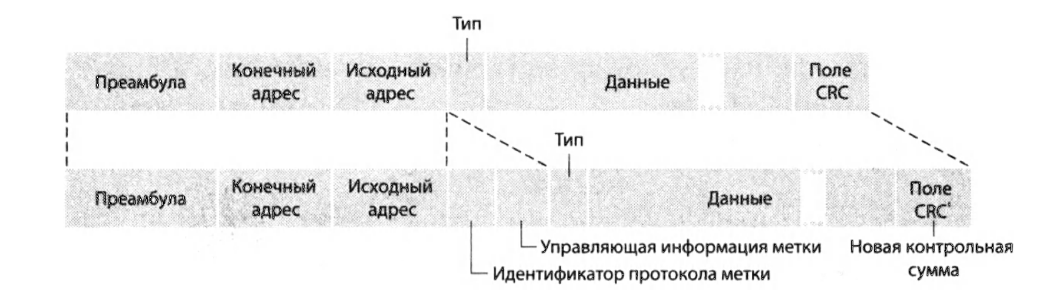 Тип
Преамбула
Конечный
адрес
Исходный
адрес
Данные
Поле
CRC
Тип
Преамбула
Конечный
адрес
Исходный
адрес
Данные
Поле
CRC'
Управляющая информация метки
Новая контрольная
сумма
Идентификатор протокола метки